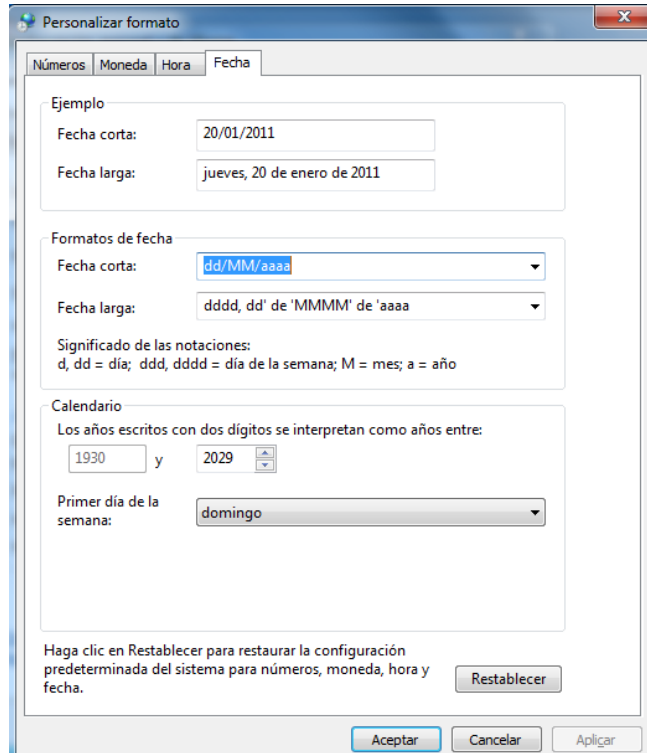 Personalizar formato
Números Moneda Hora Fecha
Ejemplo
Fecha corta: 20/01/2011
Fecha larga: jueves, 20 de enero de 2011
Formatos de fecha
Fecha corta: dd/MM/aaaa
Fecha larga: dddd, dd' de 'MMMM' de 'aaaa
Significado de las notaciones:
d, dd = día; ddd, dddd = día de la semana; M = mes; a = año
Calendario
Los años escritos con dos dígitos se interpretan como años entre:
1930 y 2029
Primer día de la
semana: domingo
Haga clic en Restablecer para restaurar la configuración
predeterminada del sistema para números, moneda, hora y
fecha.
Restablecer
Aceptar Cancelar Aplicar